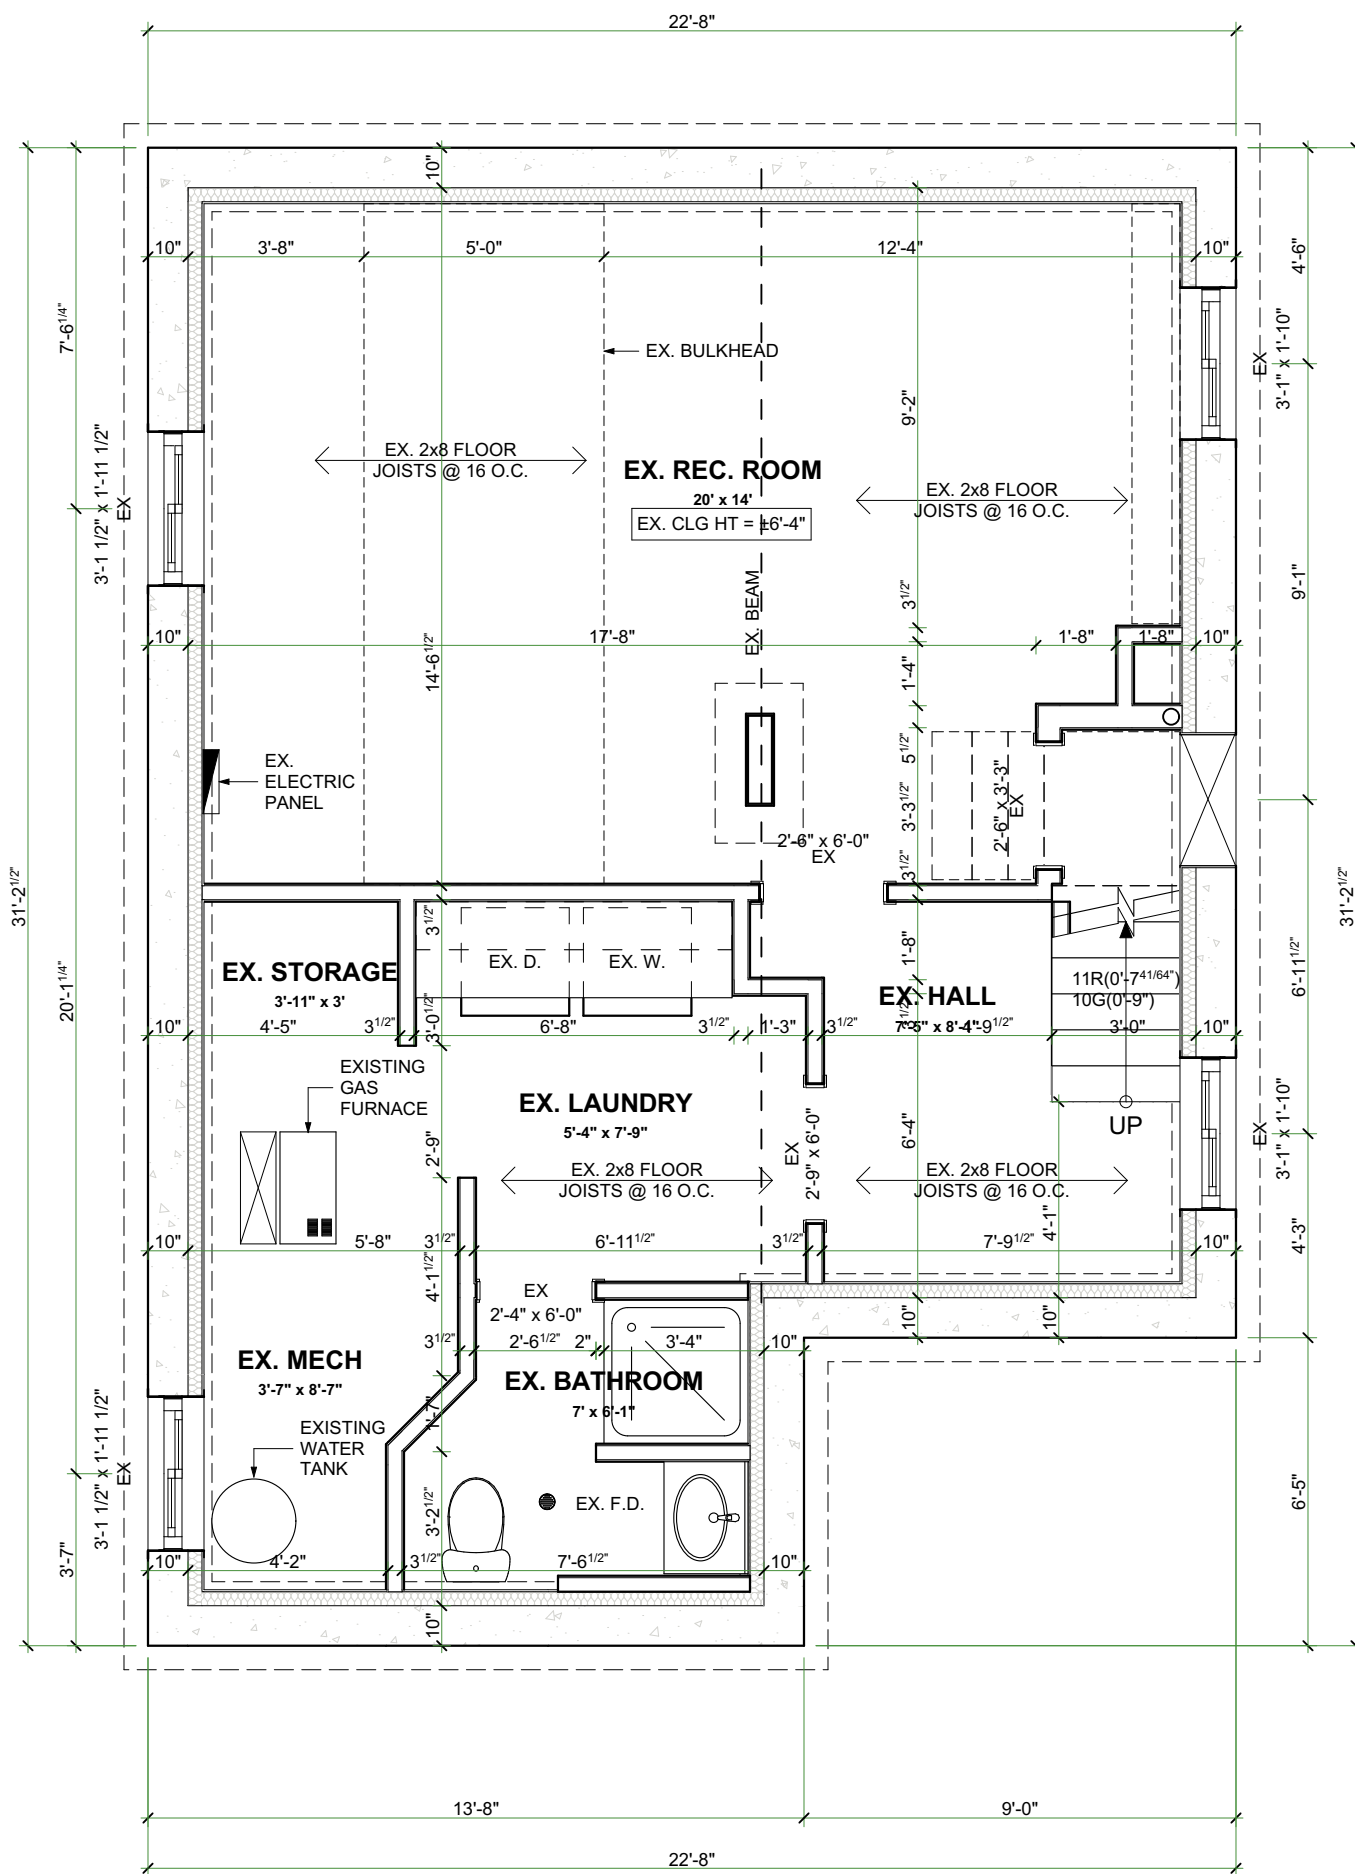 22'-8"
10"
10"
3'-8"
5'-0"
12'-4"
10"
4'-6"
7'-6 1/4"
EX. BULKHEAD
EX
3'-1" x 1'-10"
9'-2"
3'-1 1/2" x 1'-11 1/2"
EX
EX. 2x8 FLOOR
JOISTS @ 16 O.C.
EX. REC. ROOM
20' x 14'
EX. CLG HT = ±6'-4"
EX. 2x8 FLOOR
JOISTS @ 16 O.C.
EX. BEAM
3 1/2"
9'-1"
10"
17'-8"
1'-8"
1'-8"
10"
14'-6 1/2"
1'-4"
EX.
ELECTRIC
PANEL
5 1/2"
3'-3 1/2"
2'-6" x 3'-3"
EX
2'-6" x 6'-0"
EX
3 1/2"
31'-2 1/2"
31'-2 1/2"
3 1/2"
EX. D.
EX. W.
1'-8"
6'-11 1/2"
EX. STORAGE
3'-11" x 3'
EX. HALL
7'-5" x 8'-4"
11R(0'-7 41/64")
10G(0'-9")
20'-1 1/4"
10"
4'-5"
3 1/2"
3'-0 1/2"
6'-8"
3 1/2"
1'-3"
3 1/2"
3'-0"
10"
EXISTING
GAS
FURNACE
EX. LAUNDRY
5'-4" x 7'-9"
2'-9"
EX
2'-9" x 6'-0"
6'-4"
UP
EX
3'-1" x 1'-10"
EX. 2x8 FLOOR
JOISTS @ 16 O.C.
EX. 2x8 FLOOR
JOISTS @ 16 O.C.
4'-1"
10"
5'-8"
3 1/2"
6'-11 1/2"
3 1/2"
7'-9 1/2"
10"
4'-3"
4'-1 1/2"
EX
2'-4" x 6'-0"
10"
10"
3 1/2"
2'-6 1/2"
2"
3'-4"
10"
EX. MECH
3'-7" x 8'-7"
EX. BATHROOM
7' x 6'-1"
1'-7"
EXISTING
WATER
TANK
3'-1 1/2" x 1'-11 1/2"
EX
EX. F.D.
3'-2 1/2"
6'-5"
3'-7"
10"
4'-2"
3 1/2"
7'-6 1/2"
10"
10"
13'-8"
9'-0"
22'-8"